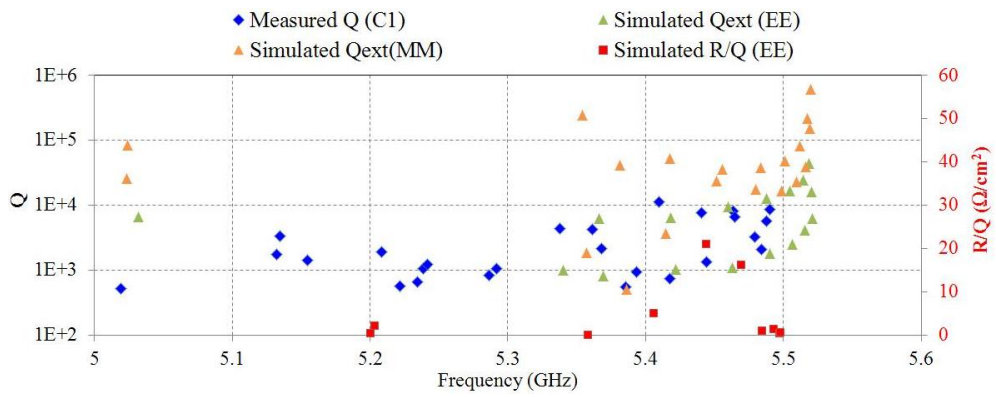 Measured Q (C1)
Simulated Qext (EE)
Simulated Qext(MM)
Simulated R/Q (EE)
1E+6
1E+5
1E+4
1E+3
1E+2
Q
60
50
40
30
20
10
0
R/Q (Ω/cm²)
5
5.1
5.2
5.3
5.4
5.5
5.6
Frequency (GHz)